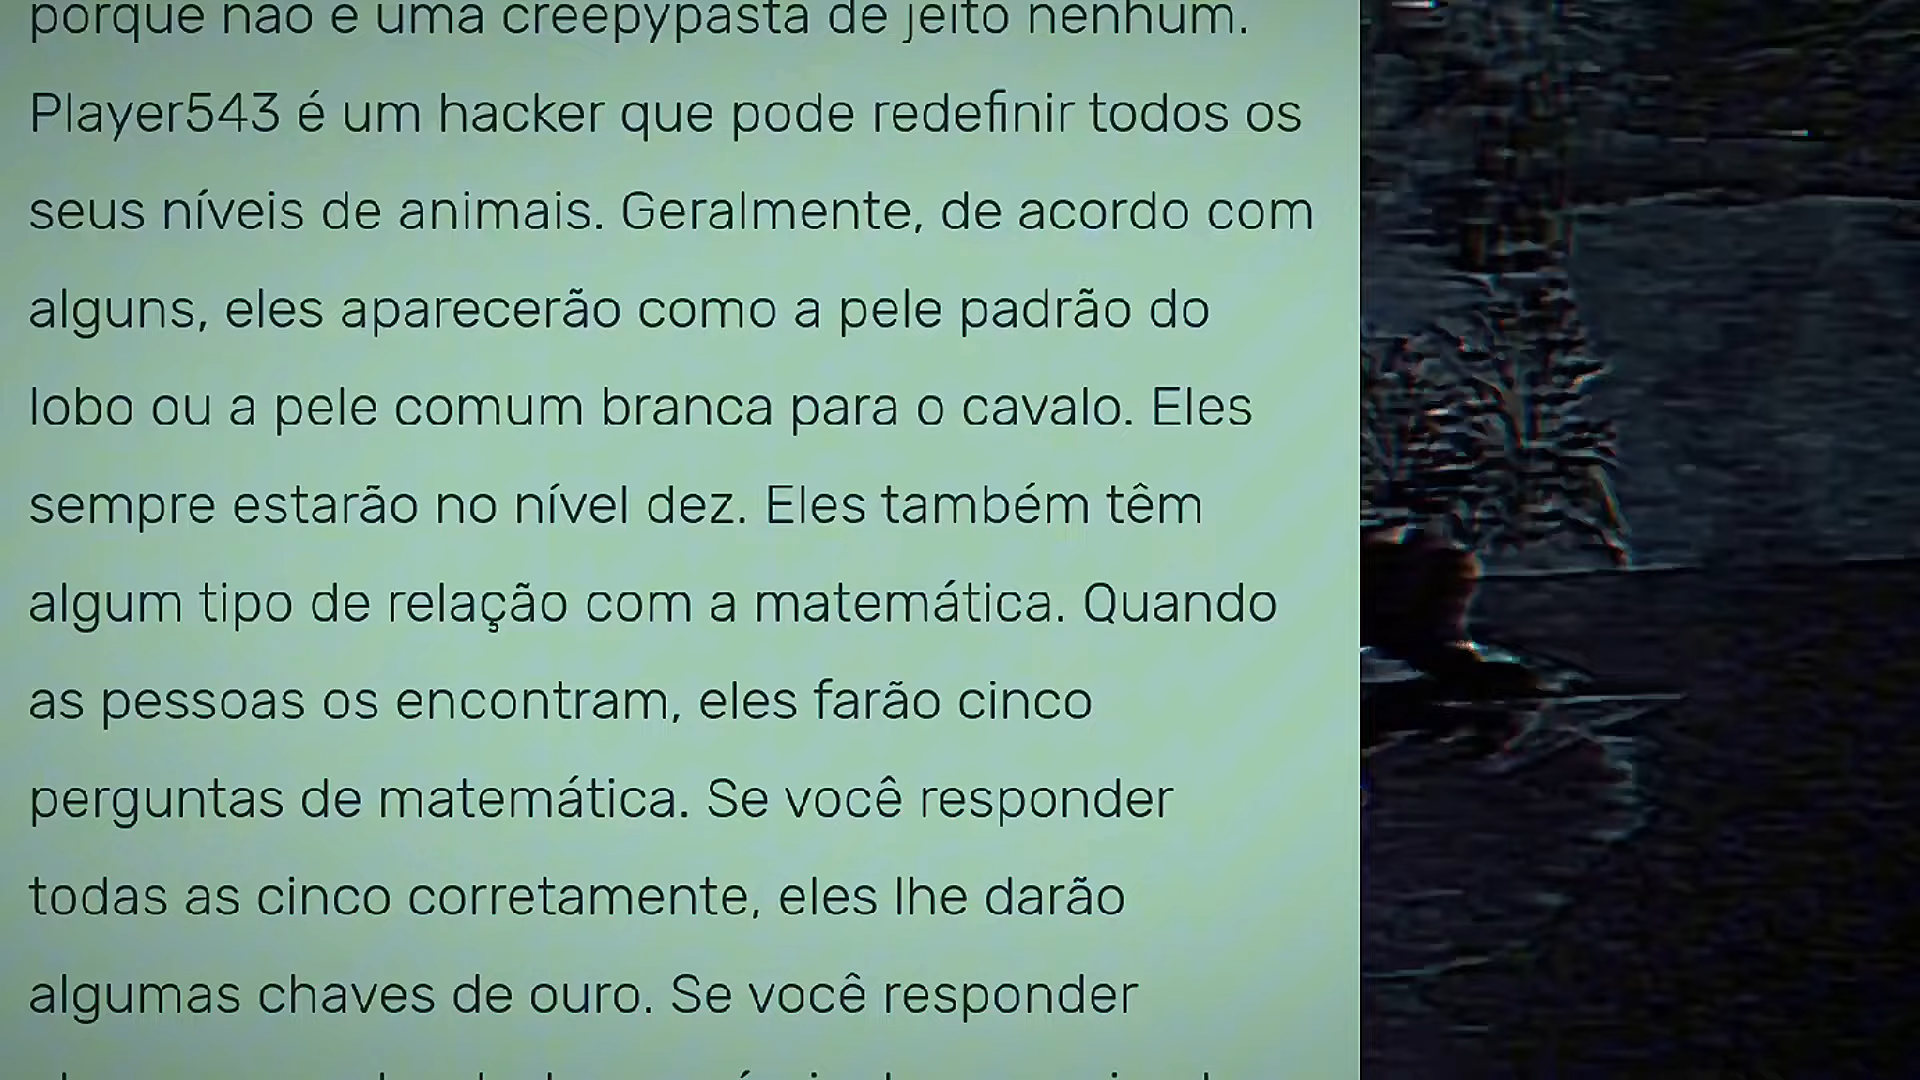 porque não é uma creepypasta de jeito nenhum.
Player543 é um hacker que pode redefinir todos os
seus níveis de animais. Geralmente, de acordo com
alguns, eles aparecerão como a pele padrão do
lobo ou a pele comum branca para o cavalo. Eles
sempre estarão no nível dez. Eles também têm
algum tipo de relação com a matemática. Quando
as pessoas os encontram, eles farão cinco
perguntas de matemática. Se você responder
todas as cinco corretamente, eles lhe darão
algumas chaves de ouro. Se você responder